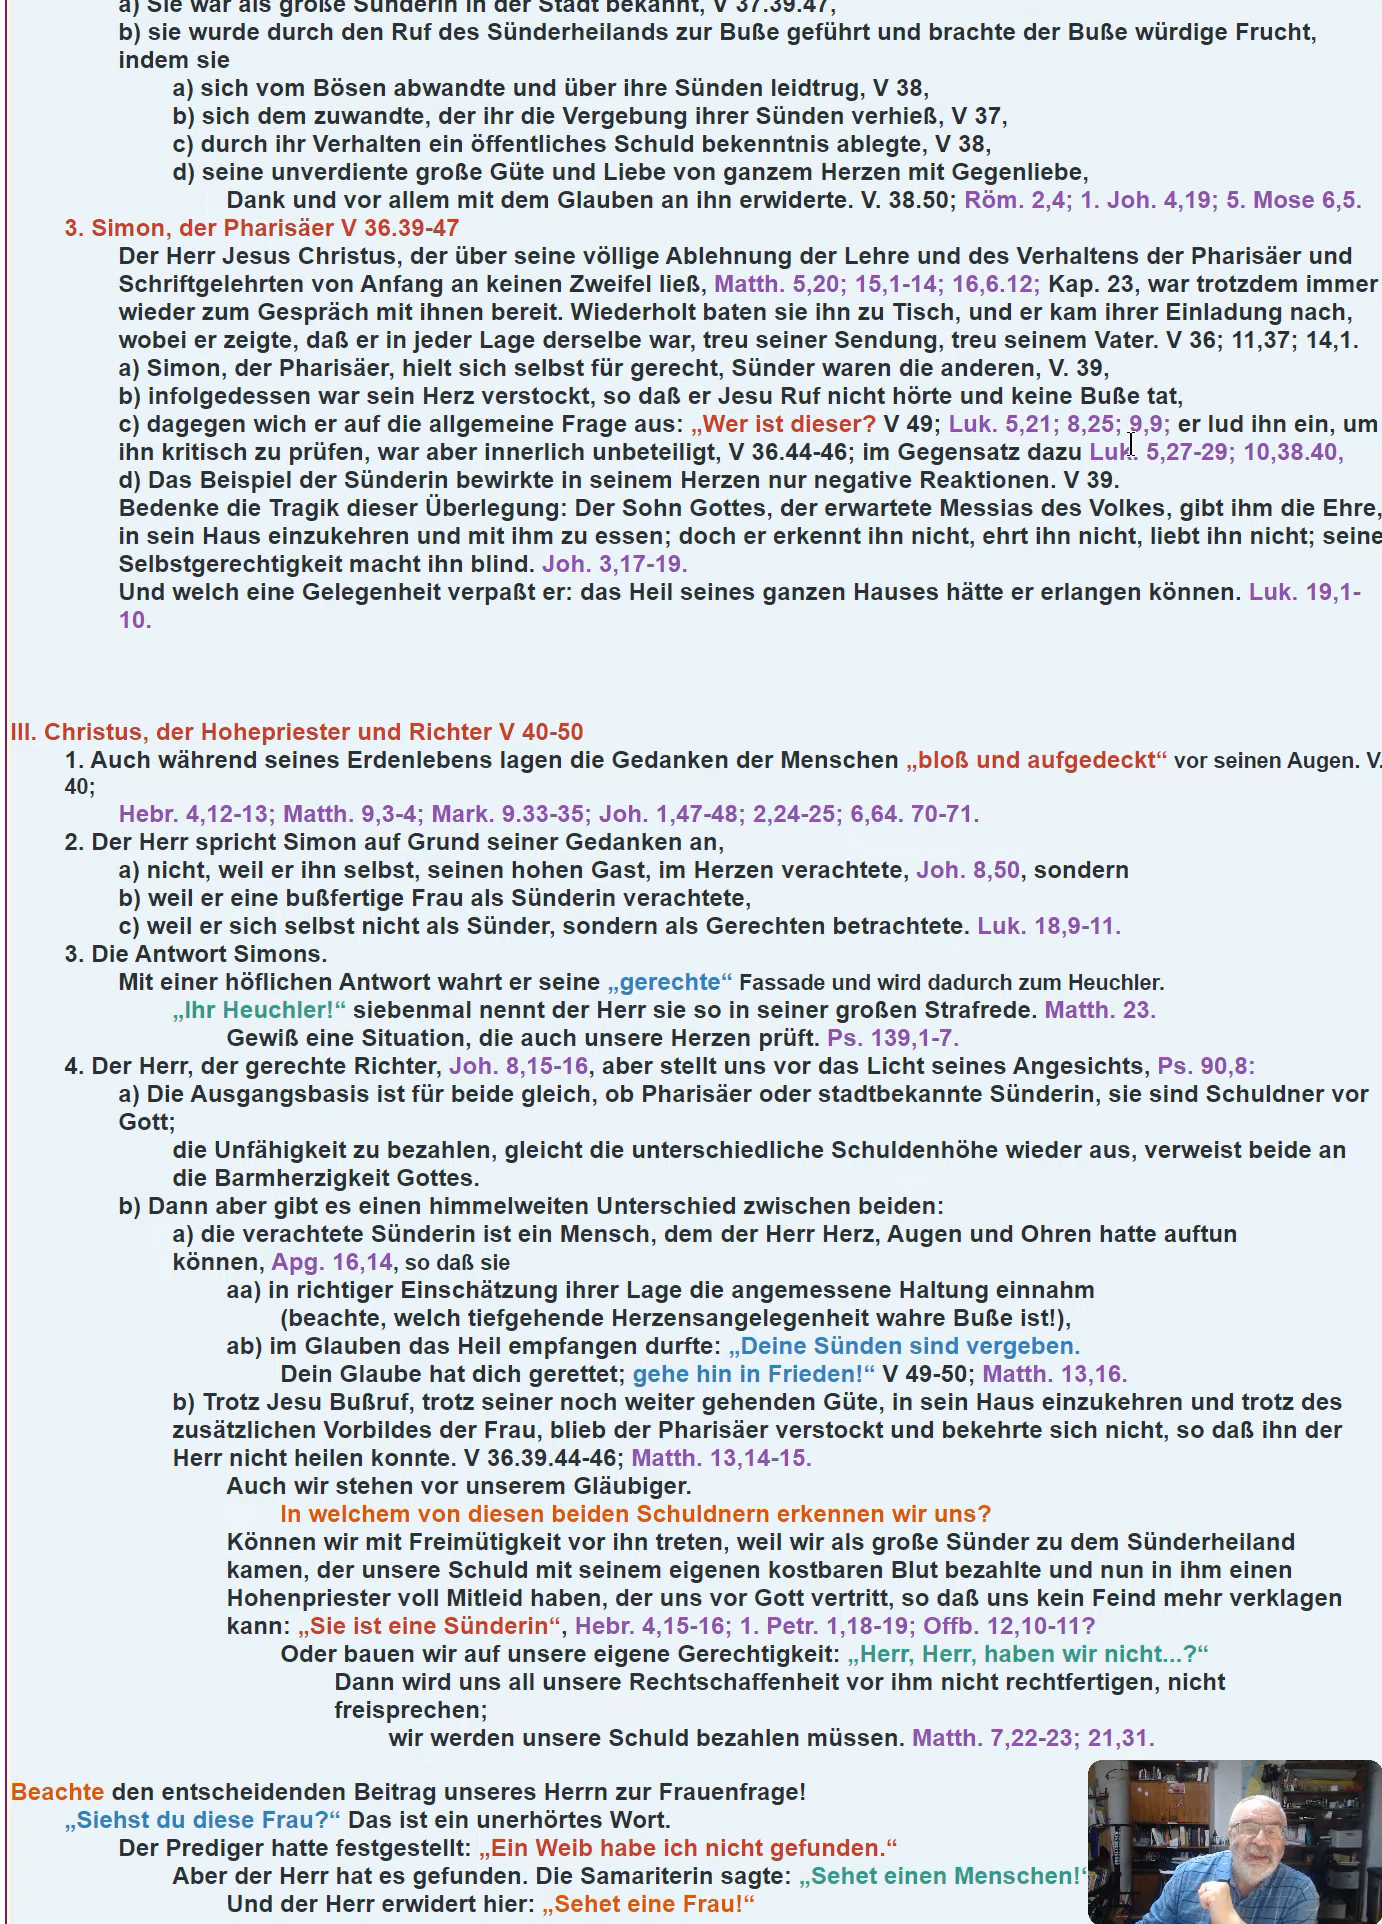 a) Sie war als große Sünderin in der Stadt bekannt, V 37.39.47,
b) sie wurde durch den Ruf des Sünderheilands zur Buße geführt und brachte der Buße würdige Frucht,
indem sie
a) sich vom Bösen abwandte und über ihre Sünden leidtrug, V 38,
b) sich dem zuwandte, der ihr die Vergebung ihrer Sünden verhieß, V 37,
c) durch ihr Verhalten ein öffentliches Schuld bekenntnis ablegte, V 38,
d) seine unverdiente große Güte und Liebe von ganzem Herzen mit Gegenliebe,
Dank und vor allem mit dem Glauben an ihn erwiderte. V. 38.50; Röm. 2,4; 1. Joh. 4,19; 5. Mose 6,5.
3. Simon, der Pharisäer V 36.39-47
Der Herr Jesus Christus, der über seine völlige Ablehnung der Lehre und des Verhaltens der Pharisäer und
Schriftgelehrten von Anfang an keinen Zweifel ließ, Matth. 5,20; 15,1-14; 16,6.12; Kap. 23, war trotzdem immer
wieder zum Gespräch mit ihnen bereit. Wiederholt baten sie ihn zu Tisch, und er kam ihrer Einladung nach,
wobei er zeigte, daß er in jeder Lage derselbe war, treu seiner Sendung, treu seinem Vater. V 36; 11,37; 14,1.
a) Simon, der Pharisäer, hielt sich selbst für gerecht, Sünder waren die anderen, V. 39,
b) infolgedessen war sein Herz verstockt, so daß er Jesu Ruf nicht hörte und keine Buße tat,
c) dagegen wich er auf die allgemeine Frage aus: „Wer ist dieser? V 49; Luk. 5,21; 8,25; 9,9; er lud ihn ein, um
ihn kritisch zu prüfen, war aber innerlich unbeteiligt, V 36.44-46; im Gegensatz dazu Luk. 5,27-29; 10,38.40,
d) Das Beispiel der Sünderin bewirkte in seinem Herzen nur negative Reaktionen. V 39.
Bedenke die Tragik dieser Überlegung: Der Sohn Gottes, der erwartete Messias des Volkes, gibt ihm die Ehre,
in sein Haus einzukehren und mit ihm zu essen; doch er erkennt ihn nicht, ehrt ihn nicht, liebt ihn nicht; seine
Selbstgerechtigkeit macht ihn blind. Joh. 3,17-19.
Und welch eine Gelegenheit verpaßt er: das Heil seines ganzen Hauses hätte er erlangen können. Luk. 19,1-
10.
III. Christus, der Hohepriester und Richter V 40-50
1. Auch während seines Erdenlebens lagen die Gedanken der Menschen „bloß und aufgedeckt“ vor seinen Augen. V.
40;
Hebr. 4,12-13; Matth. 9,3-4; Mark. 9.33-35; Joh. 1,47-48; 2,24-25; 6,64. 70-71.
2. Der Herr spricht Simon auf Grund seiner Gedanken an,
a) nicht, weil er ihn selbst, seinen hohen Gast, im Herzen verachtete, Joh. 8,50, sondern
b) weil er eine bußfertige Frau als Sünderin verachtete,
c) weil er sich selbst nicht als Sünder, sondern als Gerechten betrachtete. Luk. 18,9-11.
3. Die Antwort Simons.
Mit einer höflichen Antwort wahrt er seine „gerechte“ Fassade und wird dadurch zum Heuchler.
„Ihr Heuchler!“ siebenmal nennt der Herr sie so in seiner großen Strafrede. Matth. 23.
Gewiß eine Situation, die auch unsere Herzen prüft. Ps. 139,1-7.
4. Der Herr, der gerechte Richter, Joh. 8,15-16, aber stellt uns vor das Licht seines Angesichts, Ps. 90,8:
a) Die Ausgangsbasis ist für beide gleich, ob Pharisäer oder stadtbekannte Sünderin, sie sind Schuldner vor
Gott;
die Unfähigkeit zu bezahlen, gleicht die unterschiedliche Schuldenhöhe wieder aus, verweist beide an
die Barmherzigkeit Gottes.
b) Dann aber gibt es einen himmelweiten Unterschied zwischen beiden:
a) die verachtete Sünderin ist ein Mensch, dem der Herr Herz, Augen und Ohren hatte auftun
können, Apg. 16,14, so daß sie
aa) in richtiger Einschätzung ihrer Lage die angemessene Haltung einnahm
(beachte, welch tiefgehende Herzensangelegenheit wahre Buße ist!),
ab) im Glauben das Heil empfangen durfte: „Deine Sünden sind vergeben.
Dein Glaube hat dich gerettet; gehe hin in Frieden!“ V 49-50; Matth. 13,16.
b) Trotz Jesu Bußruf, trotz seiner noch weiter gehenden Güte, in sein Haus einzukehren und trotz des
zusätzlichen Vorbildes der Frau, blieb der Pharisäer verstockt und bekehrte sich nicht, so daß ihn der
Herr nicht heilen konnte. V 36.39.44-46; Matth. 13,14-15.
Auch wir stehen vor unserem Gläubiger.
In welchem von diesen beiden Schuldnern erkennen wir uns?
Können wir mit Freimütigkeit vor ihn treten, weil wir als große Sünder zu dem Sünderheiland
kamen, der unsere Schuld mit seinem eigenen kostbaren Blut bezahlte und nun in ihm einen
Hohenpriester voll Mitleid haben, der uns vor Gott vertritt, so daß uns kein Feind mehr verklagen
kann: „Sie ist eine Sünderin“, Hebr. 4,15-16; 1. Petr. 1,18-19; Offb. 12,10-11?
Oder bauen wir auf unsere eigene Gerechtigkeit: „Herr, Herr, haben wir nicht...?“
Dann wird uns all unsere Rechtschaffenheit vor ihm nicht rechtfertigen, nicht
freisprechen;
wir werden unsere Schuld bezahlen müssen. Matth. 7,22-23; 21,31.
Beachte den entscheidenden Beitrag unseres Herrn zur Frauenfrage!
„Siehst du diese Frau?“ Das ist ein unerhörtes Wort.
Der Prediger hatte festgestellt: „Ein Weib habe ich nicht gefunden.“
Aber der Herr hat es gefunden. Die Samariterin sagte: „Sehet einen Menschen!“
Und der Herr erwidert hier: „Sehet eine Frau!“